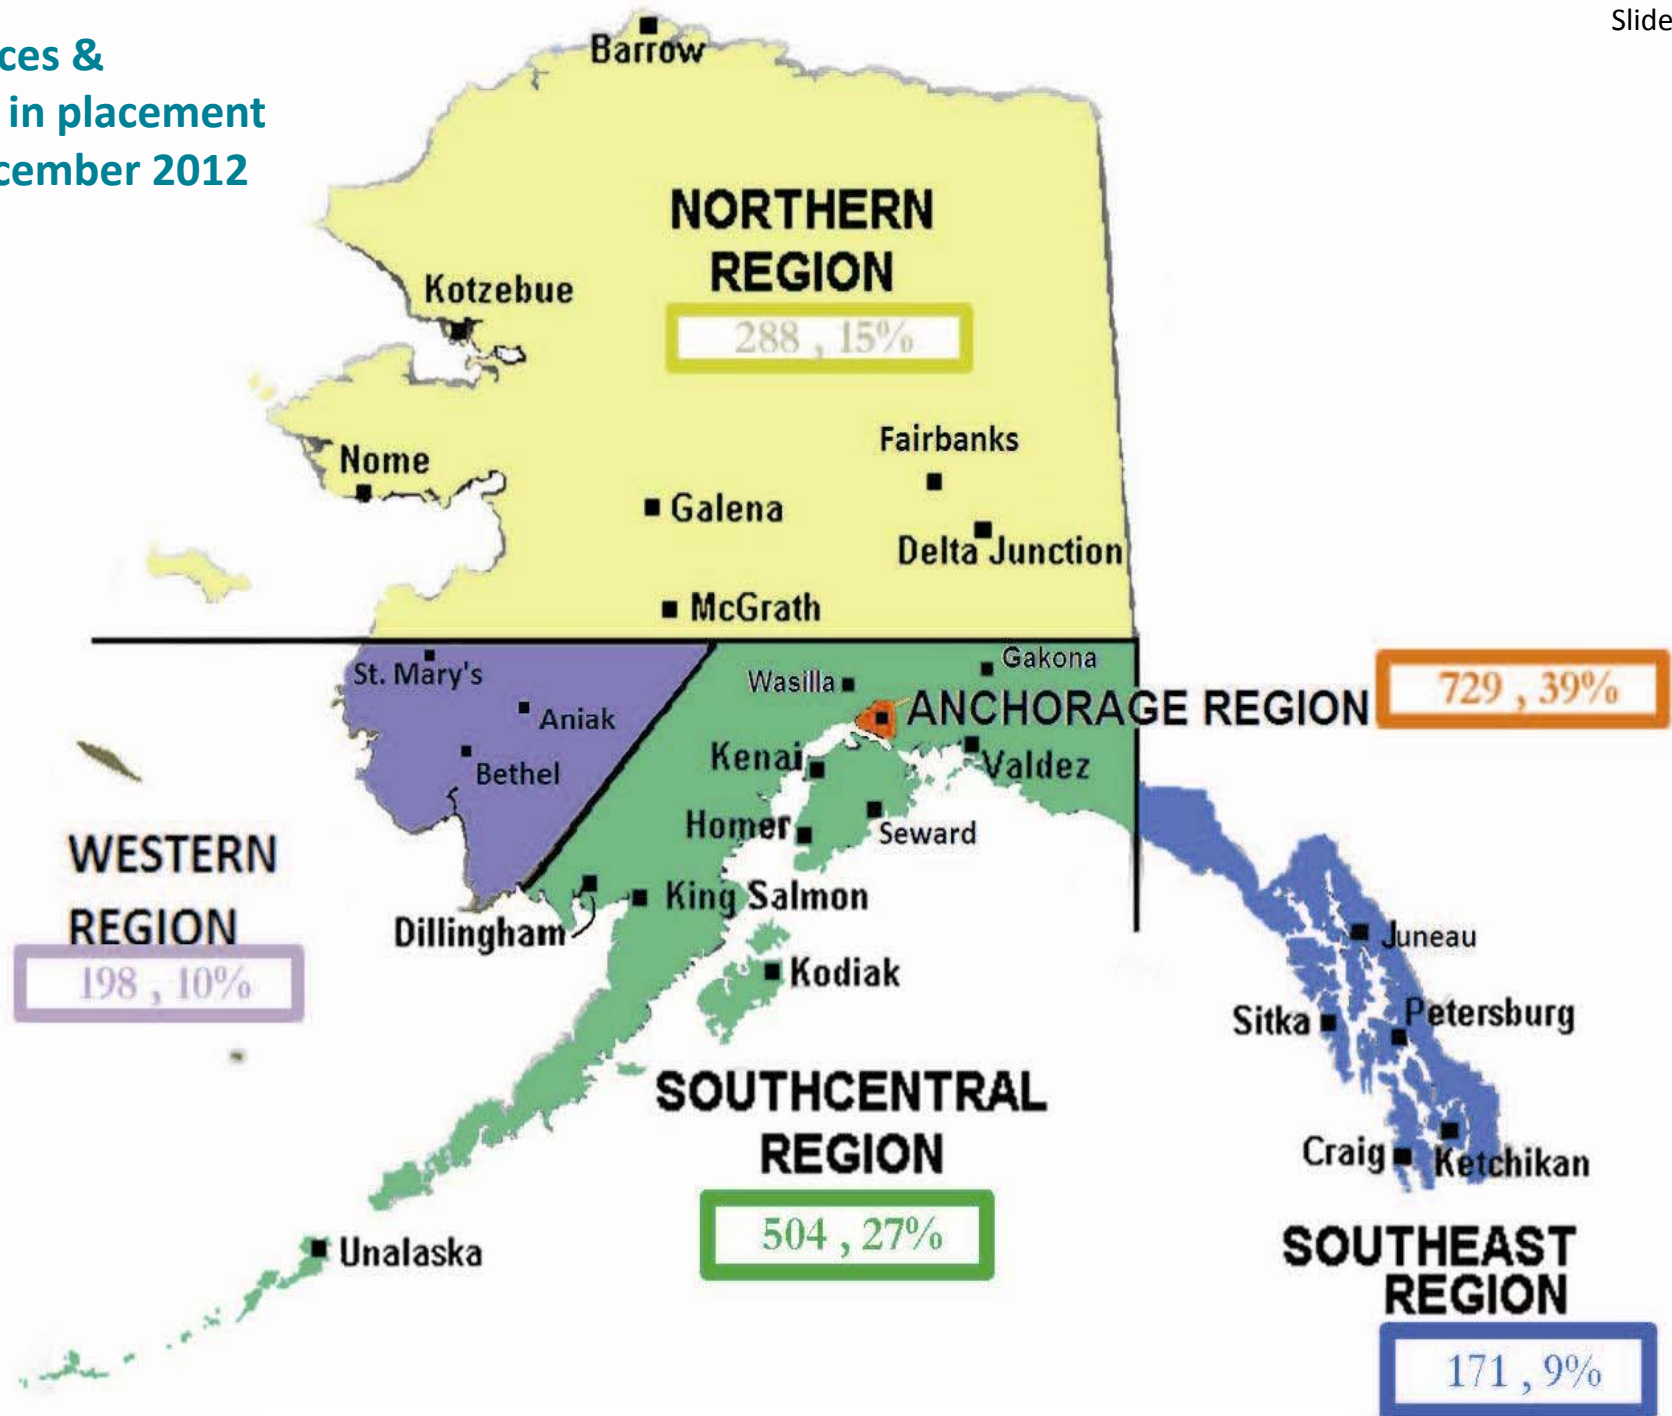 Slide
ces &
in placement
cember 2012
Barrow
NORTHERN
REGION
288 , 15%
Kotzebue
Nome
Fairbanks
Galena
Delta Junction
McGrath
St. Mary's
Aniak
Bethel
Wasilla
Gakona
ANCHORAGE REGION
729 , 39%
Kenai
Valdez
Homer
Seward
WESTERN
REGION
198 , 10%
King Salmon
Dillingham
Kodiak
Juneau
Sitka
Petersburg
SOUTHCENTRAL
REGION
504 , 27%
Craig
Ketchikan
Unalaska
SOUTHEAST
REGION
171 , 9%